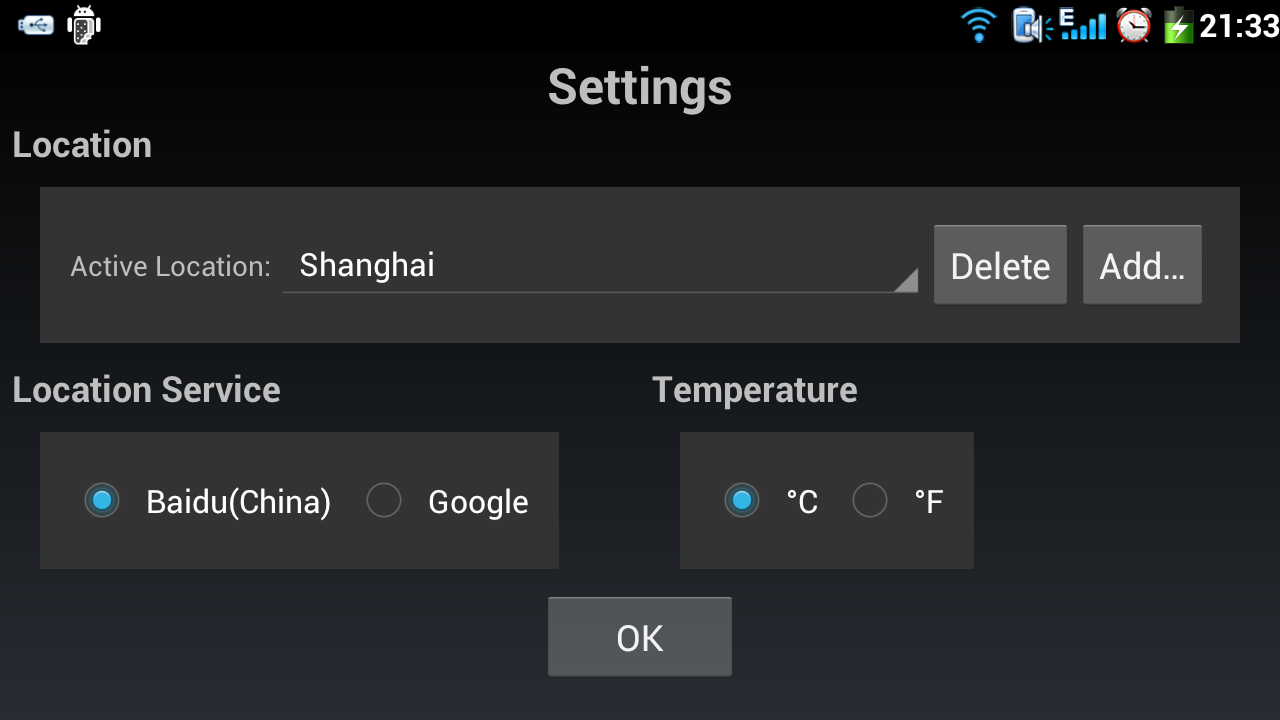 E 21:33
Settings
Location
Active Location: Shanghai Delete Add...
Location Service Temperature
Baidu(China) Google °C °F
OK